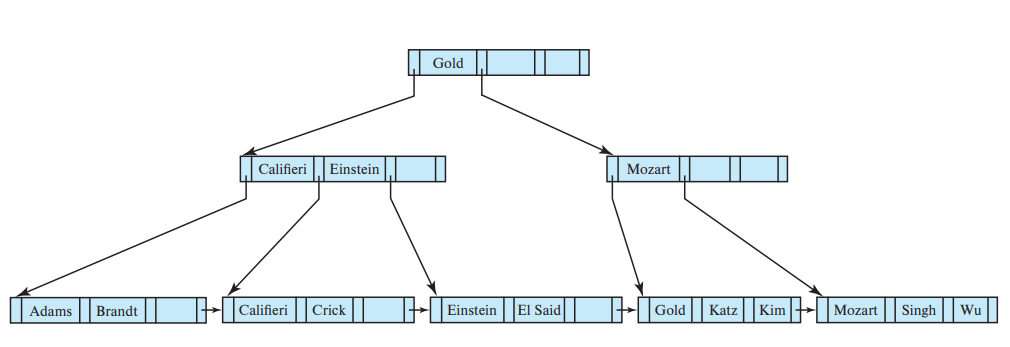 Gold
Califieri Einstein Mozart
Adams Brandt Califieri Crick Einstein El Said Gold Katz Kim Mozart Singh Wu